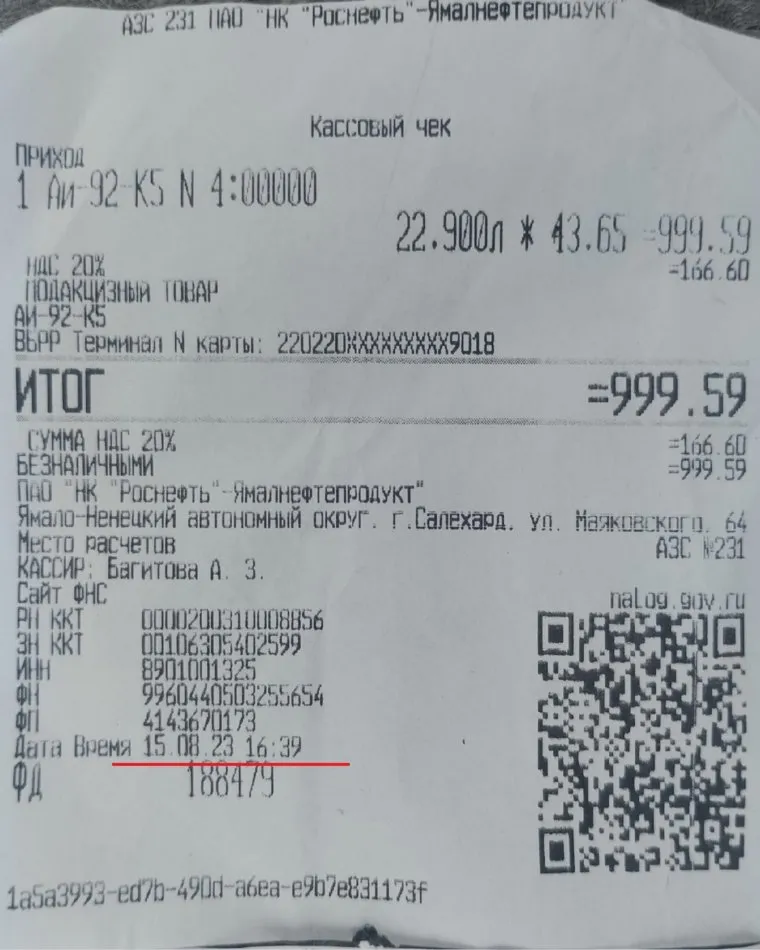 АЗС 231 ПАО "НК "Роснефть"-Ямалнефтепродукт"
Кассовый чек
ПРИХОД
1 Аи-92-К5 N 4:00000
22.900л * 43.65 =999.59
НДС 20% =166.60
ПОДАКЦИЗНЫЙ ТОВАР
АИ-92-К5
ВБРР Терминал N карты: 220220XXXXXXXXX9018
ИТОГ =999.59
СУММА НДС 20% =166.60
БЕЗНАЛИЧНЫМИ =999.59
ПАО "НК "Роснефть"-Ямалнефтепродукт"
Ямало-Ненецкий автономный округ. г.Салехард. ул. Маяковского. 64
Место расчетов АЗС №231
КАССИР: Багитова А. З.
Сайт ФНС nalog.gov.ru
РН ККТ 0000200310008856
ЗН ККТ 00106305402599
ИНН 8901001325
ФН 9960440503255654
ФП 4143670173
Дата Время 15.08.23 16:39
ФД 188479
1a5a3993-ed7b-490d-a6ea-e9b7e831173f